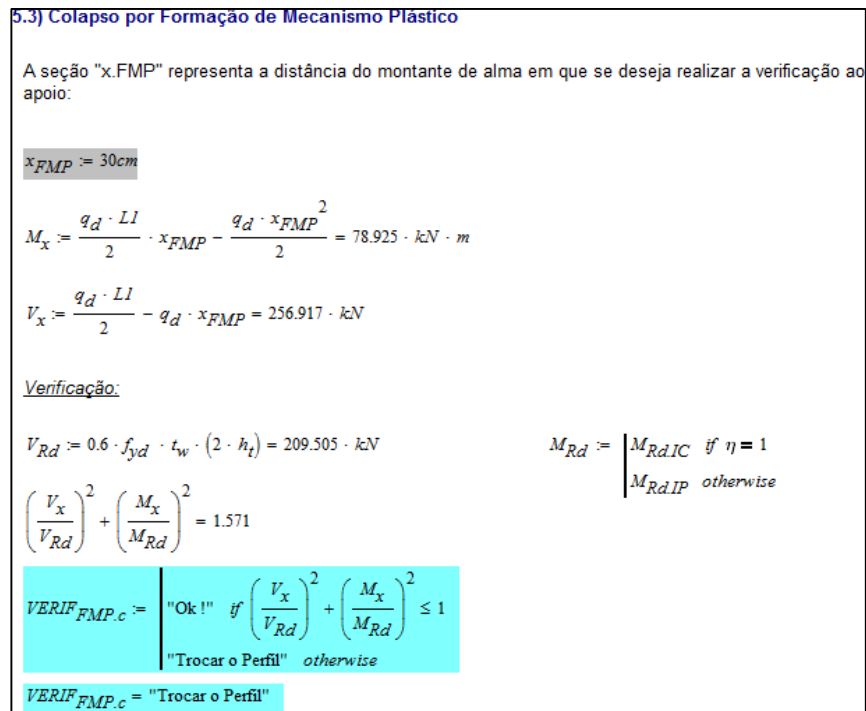 5.3) Colapso por Formação de Mecanismo Plástico
A seção "x.FMP" representa a distância do montante de alma em que se deseja realizar a verificação ao
apoio:
x_FMP := 30cm
M_x := (q_d · L1)/2 · x_FMP − (q_d · x_FMP^2)/2 = 78.925 · kN · m
V_x := (q_d · L1)/2 − q_d · x_FMP = 256.917 · kN
Verificação:
V_Rd := 0.6 · f_yd · t_w · (2 · h_t) = 209.505 · kN
M_Rd := | M_Rd.IC if η = 1
| M_Rd.IP otherwise
(V_x/V_Rd)^2 + (M_x/M_Rd)^2 = 1.571
VERIF_FMP.c := | "Ok !" if (V_x/V_Rd)^2 + (M_x/M_Rd)^2 ≤ 1
| "Trocar o Perfil" otherwise
VERIF_FMP.c = "Trocar o Perfil"